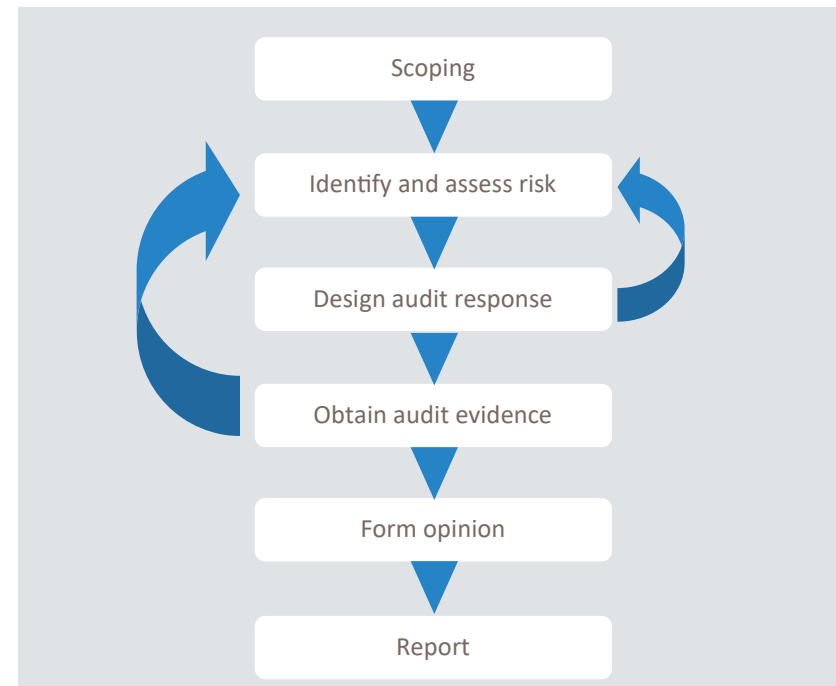 Scoping
Identify and assess risk
Design audit response
Obtain audit evidence
Form opinion
Report